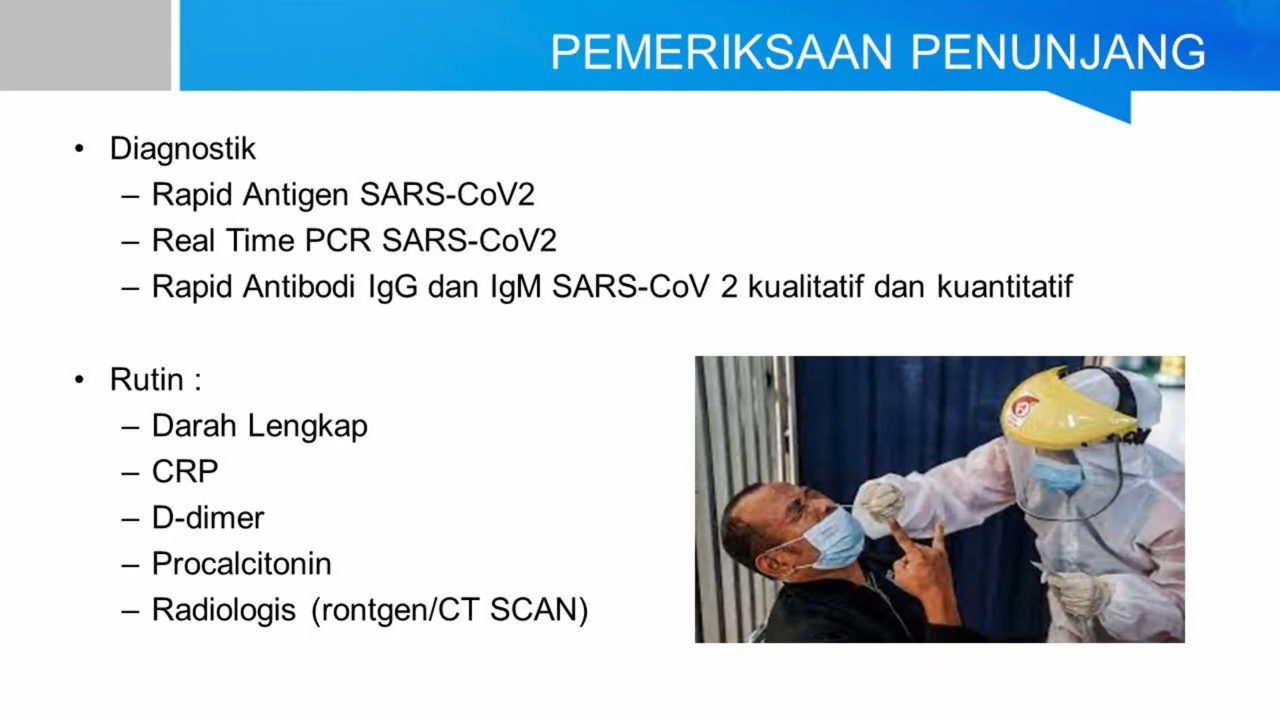 PEMERIKSAAN PENUNJANG
• Diagnostik
– Rapid Antigen SARS-CoV2
– Real Time PCR SARS-CoV2
– Rapid Antibodi IgG dan IgM SARS-CoV 2 kualitatif dan kuantitatif
• Rutin :
– Darah Lengkap
– CRP
– D-dimer
– Procalcitonin
– Radiologis (rontgen/CT SCAN)